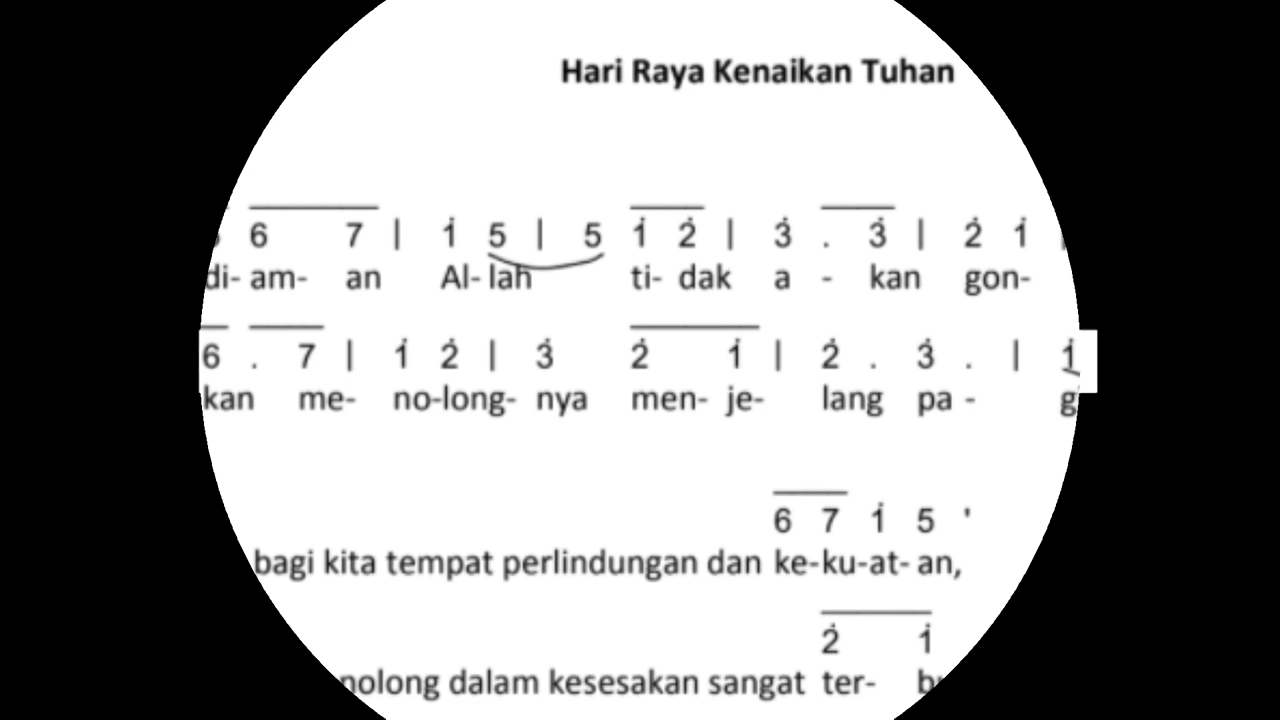 Hari Raya Kenaikan Tuhan
6 7 | 1̇ 5 | 5 1̇ 2̇ | 3̇ . 3̇ | 2̇ 1̇ |
di- am- an Al- lah ti- dak a - kan gon-
6 . 7 | 1̇ 2̇ | 3̇ 2̇ 1̇ | 2̇ . 3̇ . | 1̇
kan me- no-long- nya men- je- lang pa -
6 7 1̇ 5 '
bagi kita tempat perlindungan dan ke-ku-at- an,
2̇ 1̇
dalam kesesakan sangat ter-